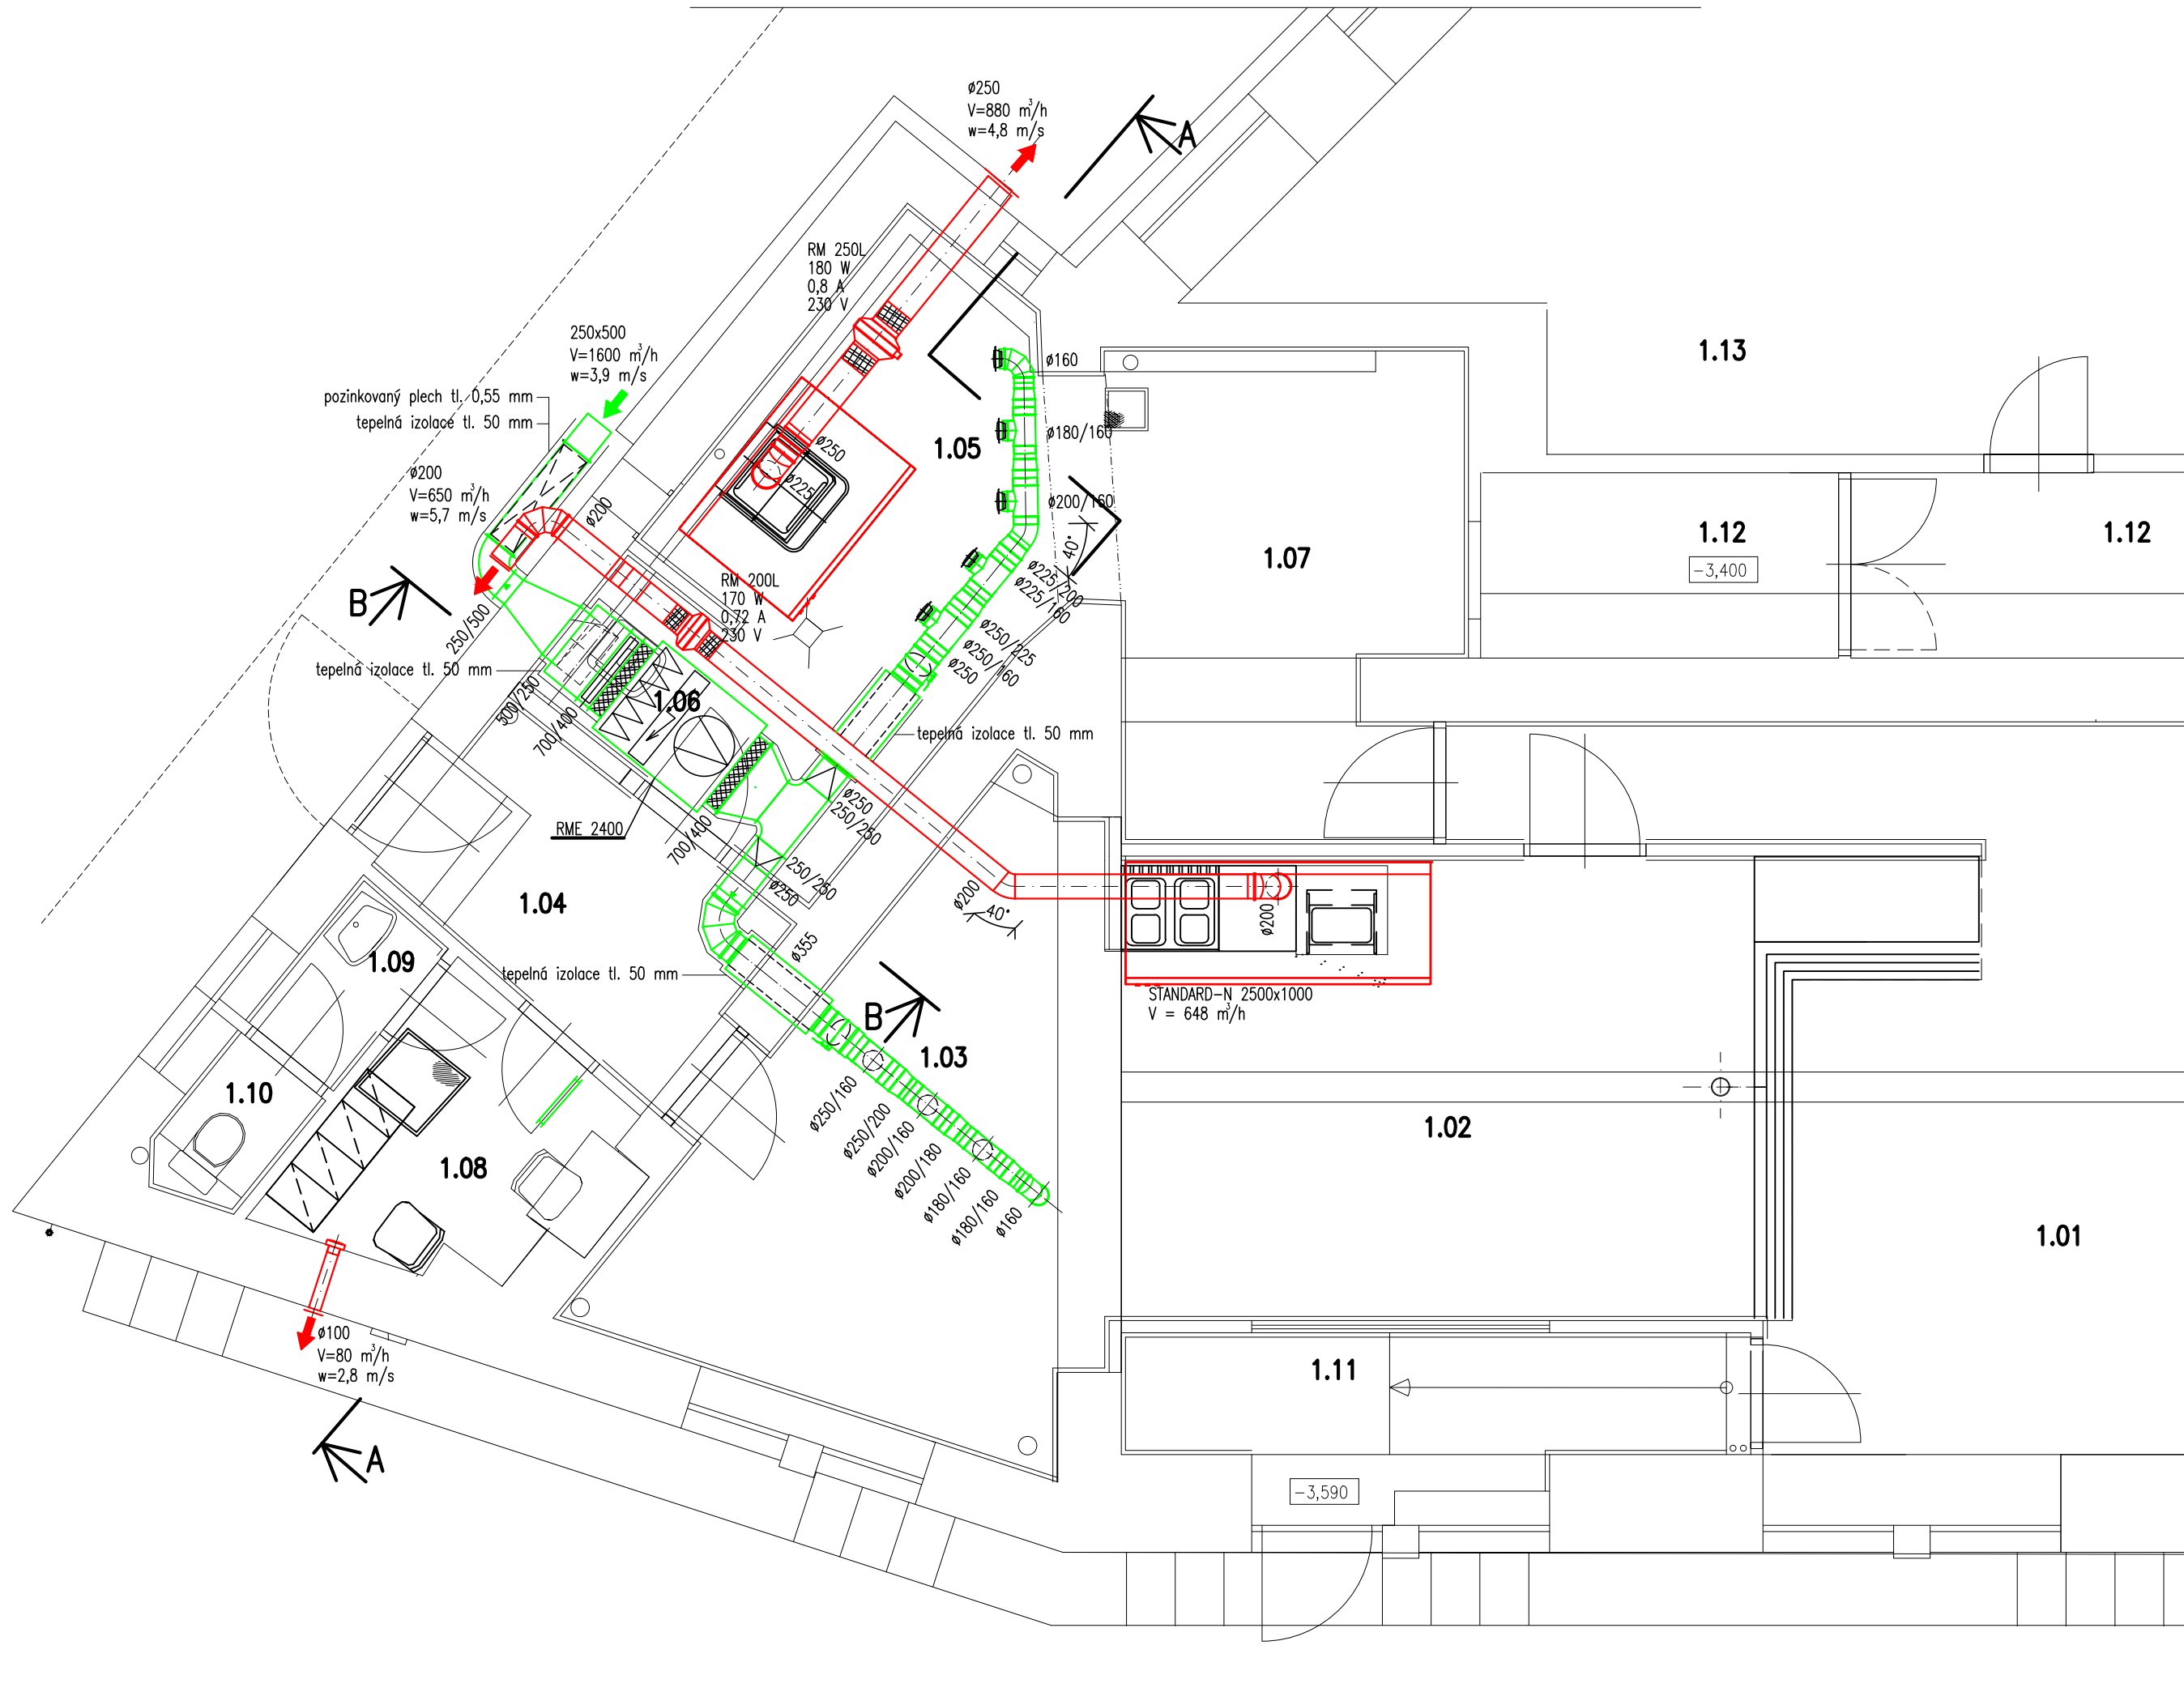 ø250
V=880 m³/h
w=4,8 m/s
A
RM 250L
180 W
0,8 A
230 V
250x500
V=1600 m³/h
w=3,9 m/s
pozinkovaný plech tl. 0,55 mm
tepelná izolace tl. 50 mm
ø200
V=650 m³/h
w=5,7 m/s
ø200
ø250
ø225
1.05
ø160
ø180/160
ø200/160
40°
ø225/200
ø225/160
ø250/225
ø250/160
ø250
1.13
1.12
-3,400
1.12
1.07
B
250/500
tepelná izolace tl. 50 mm
500/250
700/400
RM 200L
170 W
0,72 A
230 V
1.06
tepelná izolace tl. 50 mm
RME 2400
700/400
ø250
250/250
250/250
ø250
1.04
ø355
tepelná izolace tl. 50 mm
ø200
40°
ø200
STANDARD-N 2500x1000
V = 648 m³/h
1.09
B
1.03
1.10
1.08
ø250/160
ø250/200
ø200/160
ø200/180
ø180/160
ø180/160
ø160
1.02
1.01
ø100
V=80 m³/h
w=2,8 m/s
1.11
A
-3,590